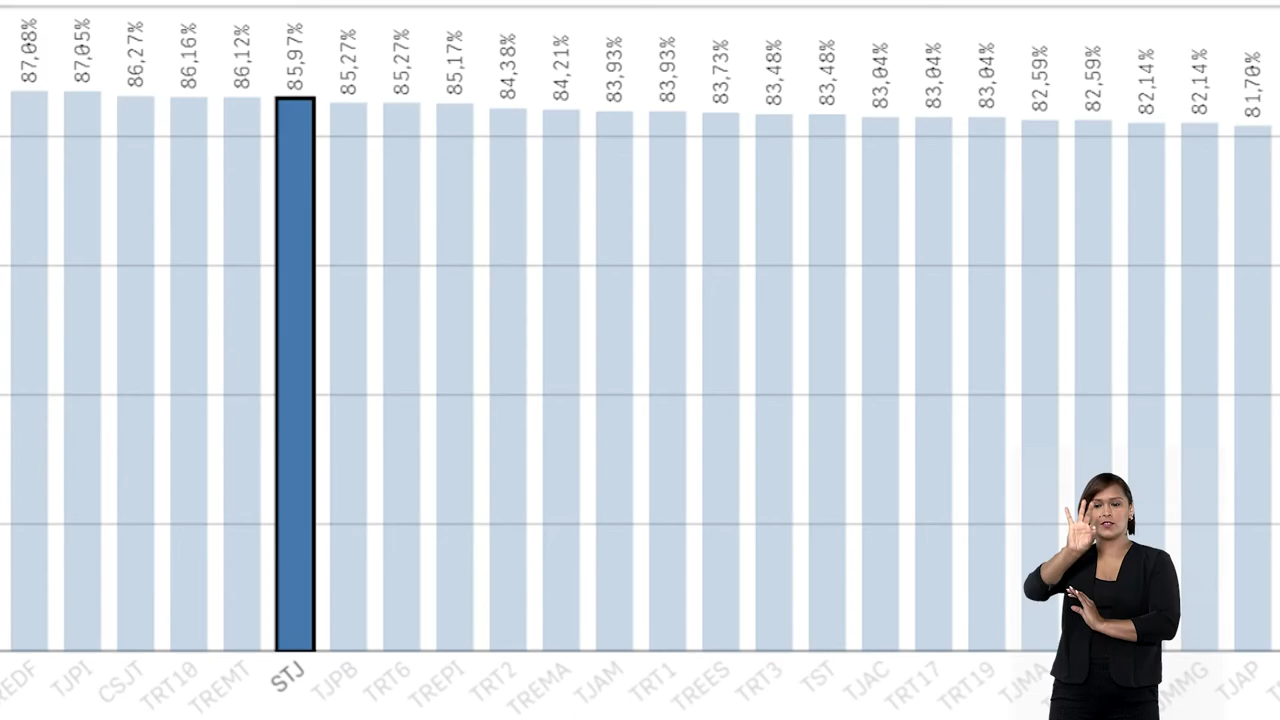 87,08%
87,05%
86,27%
86,16%
86,12%
85,97%
85,27%
85,27%
85,17%
84,38%
84,21%
83,93%
83,93%
83,73%
83,48%
83,48%
83,04%
83,04%
83,04%
82,59%
82,59%
82,14%
82,14%
81,70%
TJPI
CSJT
TRT10
TREMT
STJ
TJPB
TRT6
TREPI
TRT2
TREMA
TJAM
TRT1
TREES
TRT3
TST
TJAC
TRT17
TRT19
TJMA
TJAP